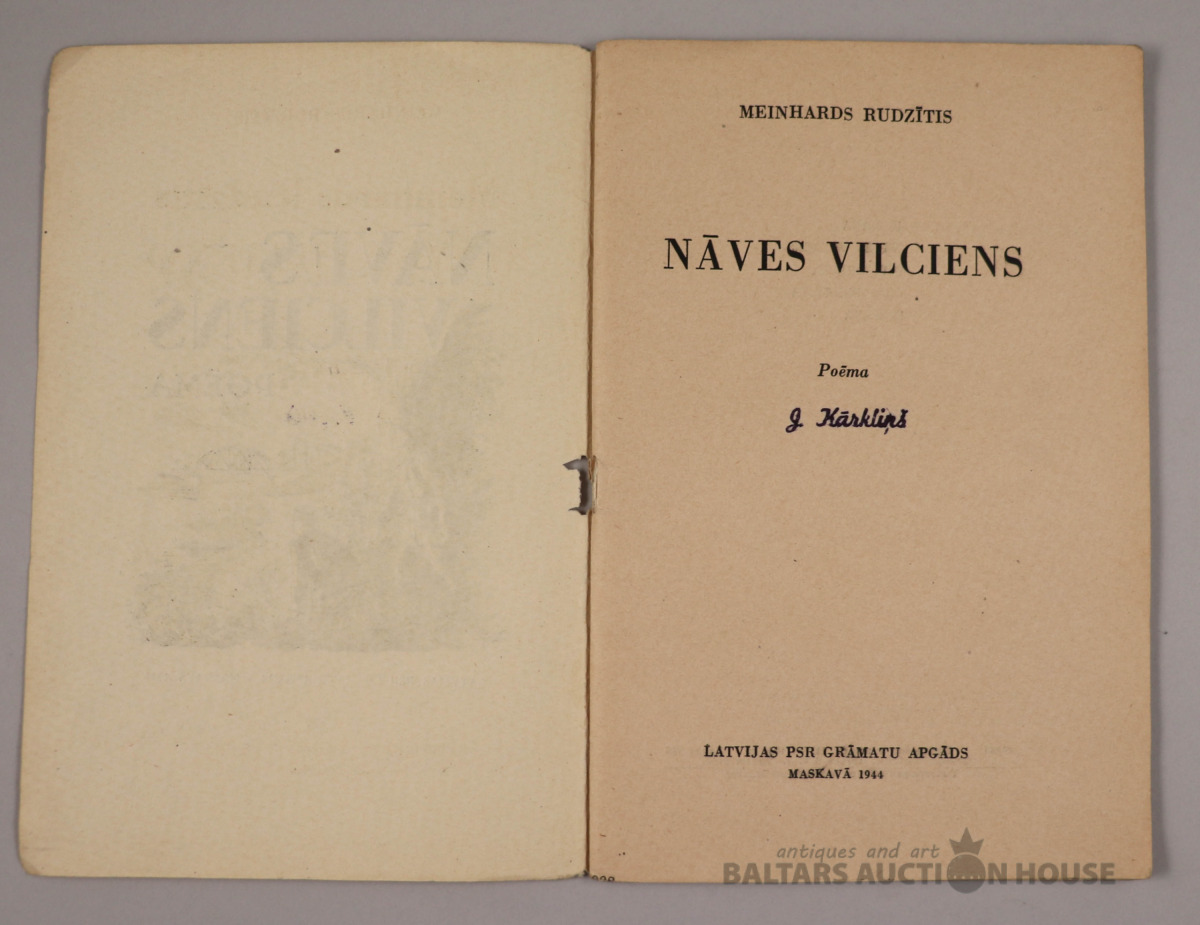 MEINHARDS RUDZĪTIS
NĀVES VILCIENS
Poēma
J. Kārkliņš
LATVIJAS PSR GRĀMATU APGĀDS
MASKAVĀ 1944
antiques and art
BALTARS AUCTION HOUSE